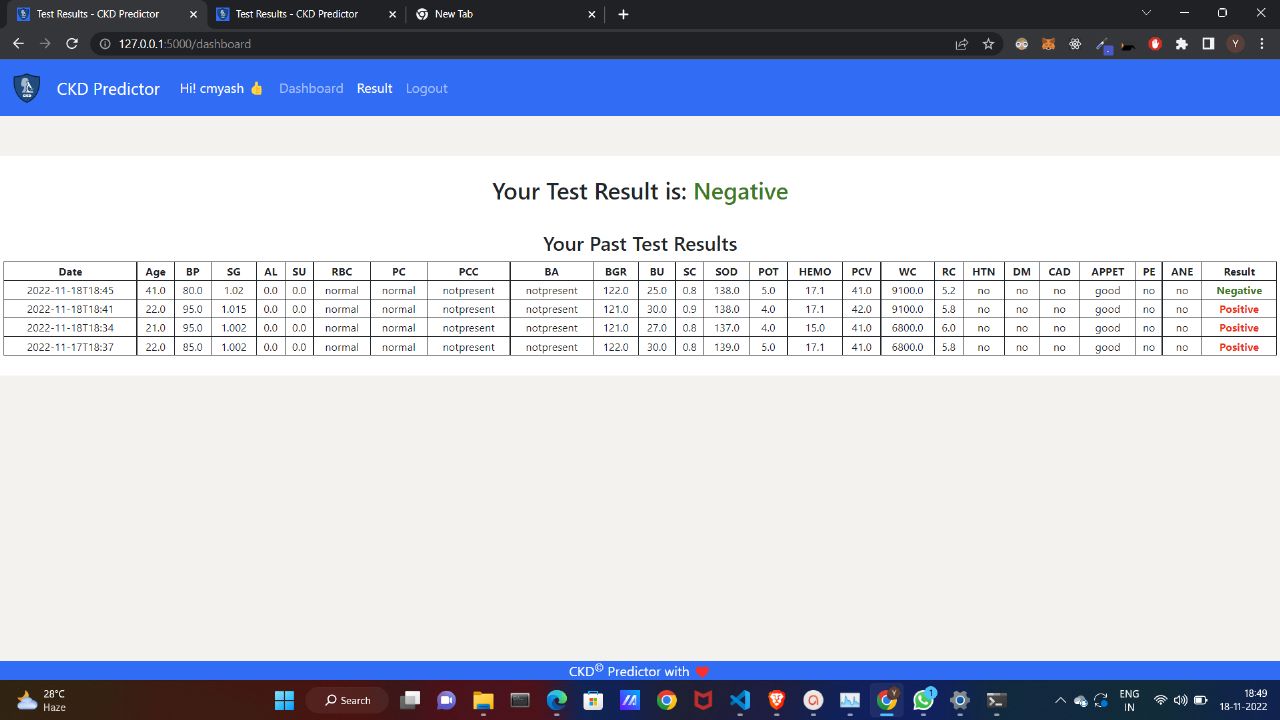 Test Results - CKD Predictor
Test Results - CKD Predictor
New Tab
127.0.0.1:5000/dashboard
Y
CKD Predictor Hi! cmyash 👍 Dashboard Result Logout
Your Test Result is: Negative
Your Past Test Results
Date Age BP SG AL SU RBC PC PCC BA BGR BU SC SOD POT HEMO PCV WC RC HTN DM CAD APPET PE ANE Result
2022-11-18T18:45 41.0 80.0 1.02 0.0 0.0 normal normal notpresent notpresent 122.0 25.0 0.8 138.0 5.0 17.1 41.0 9100.0 5.2 no no no good no no Negative
2022-11-18T18:41 22.0 95.0 1.015 0.0 0.0 normal normal notpresent notpresent 121.0 30.0 0.9 138.0 4.0 17.1 42.0 9100.0 5.8 no no no good no no Positive
2022-11-18T18:34 21.0 95.0 1.002 0.0 0.0 normal normal notpresent notpresent 121.0 27.0 0.8 137.0 4.0 15.0 41.0 6800.0 6.0 no no no good no no Positive
2022-11-17T18:37 22.0 85.0 1.002 0.0 0.0 normal normal notpresent notpresent 122.0 30.0 0.8 139.0 5.0 17.1 41.0 6800.0 5.8 no no no good no no Positive
CKD© Predictor with ❤️
28°C
Haze
Search
1
ENG
IN
18:49
18-11-2022